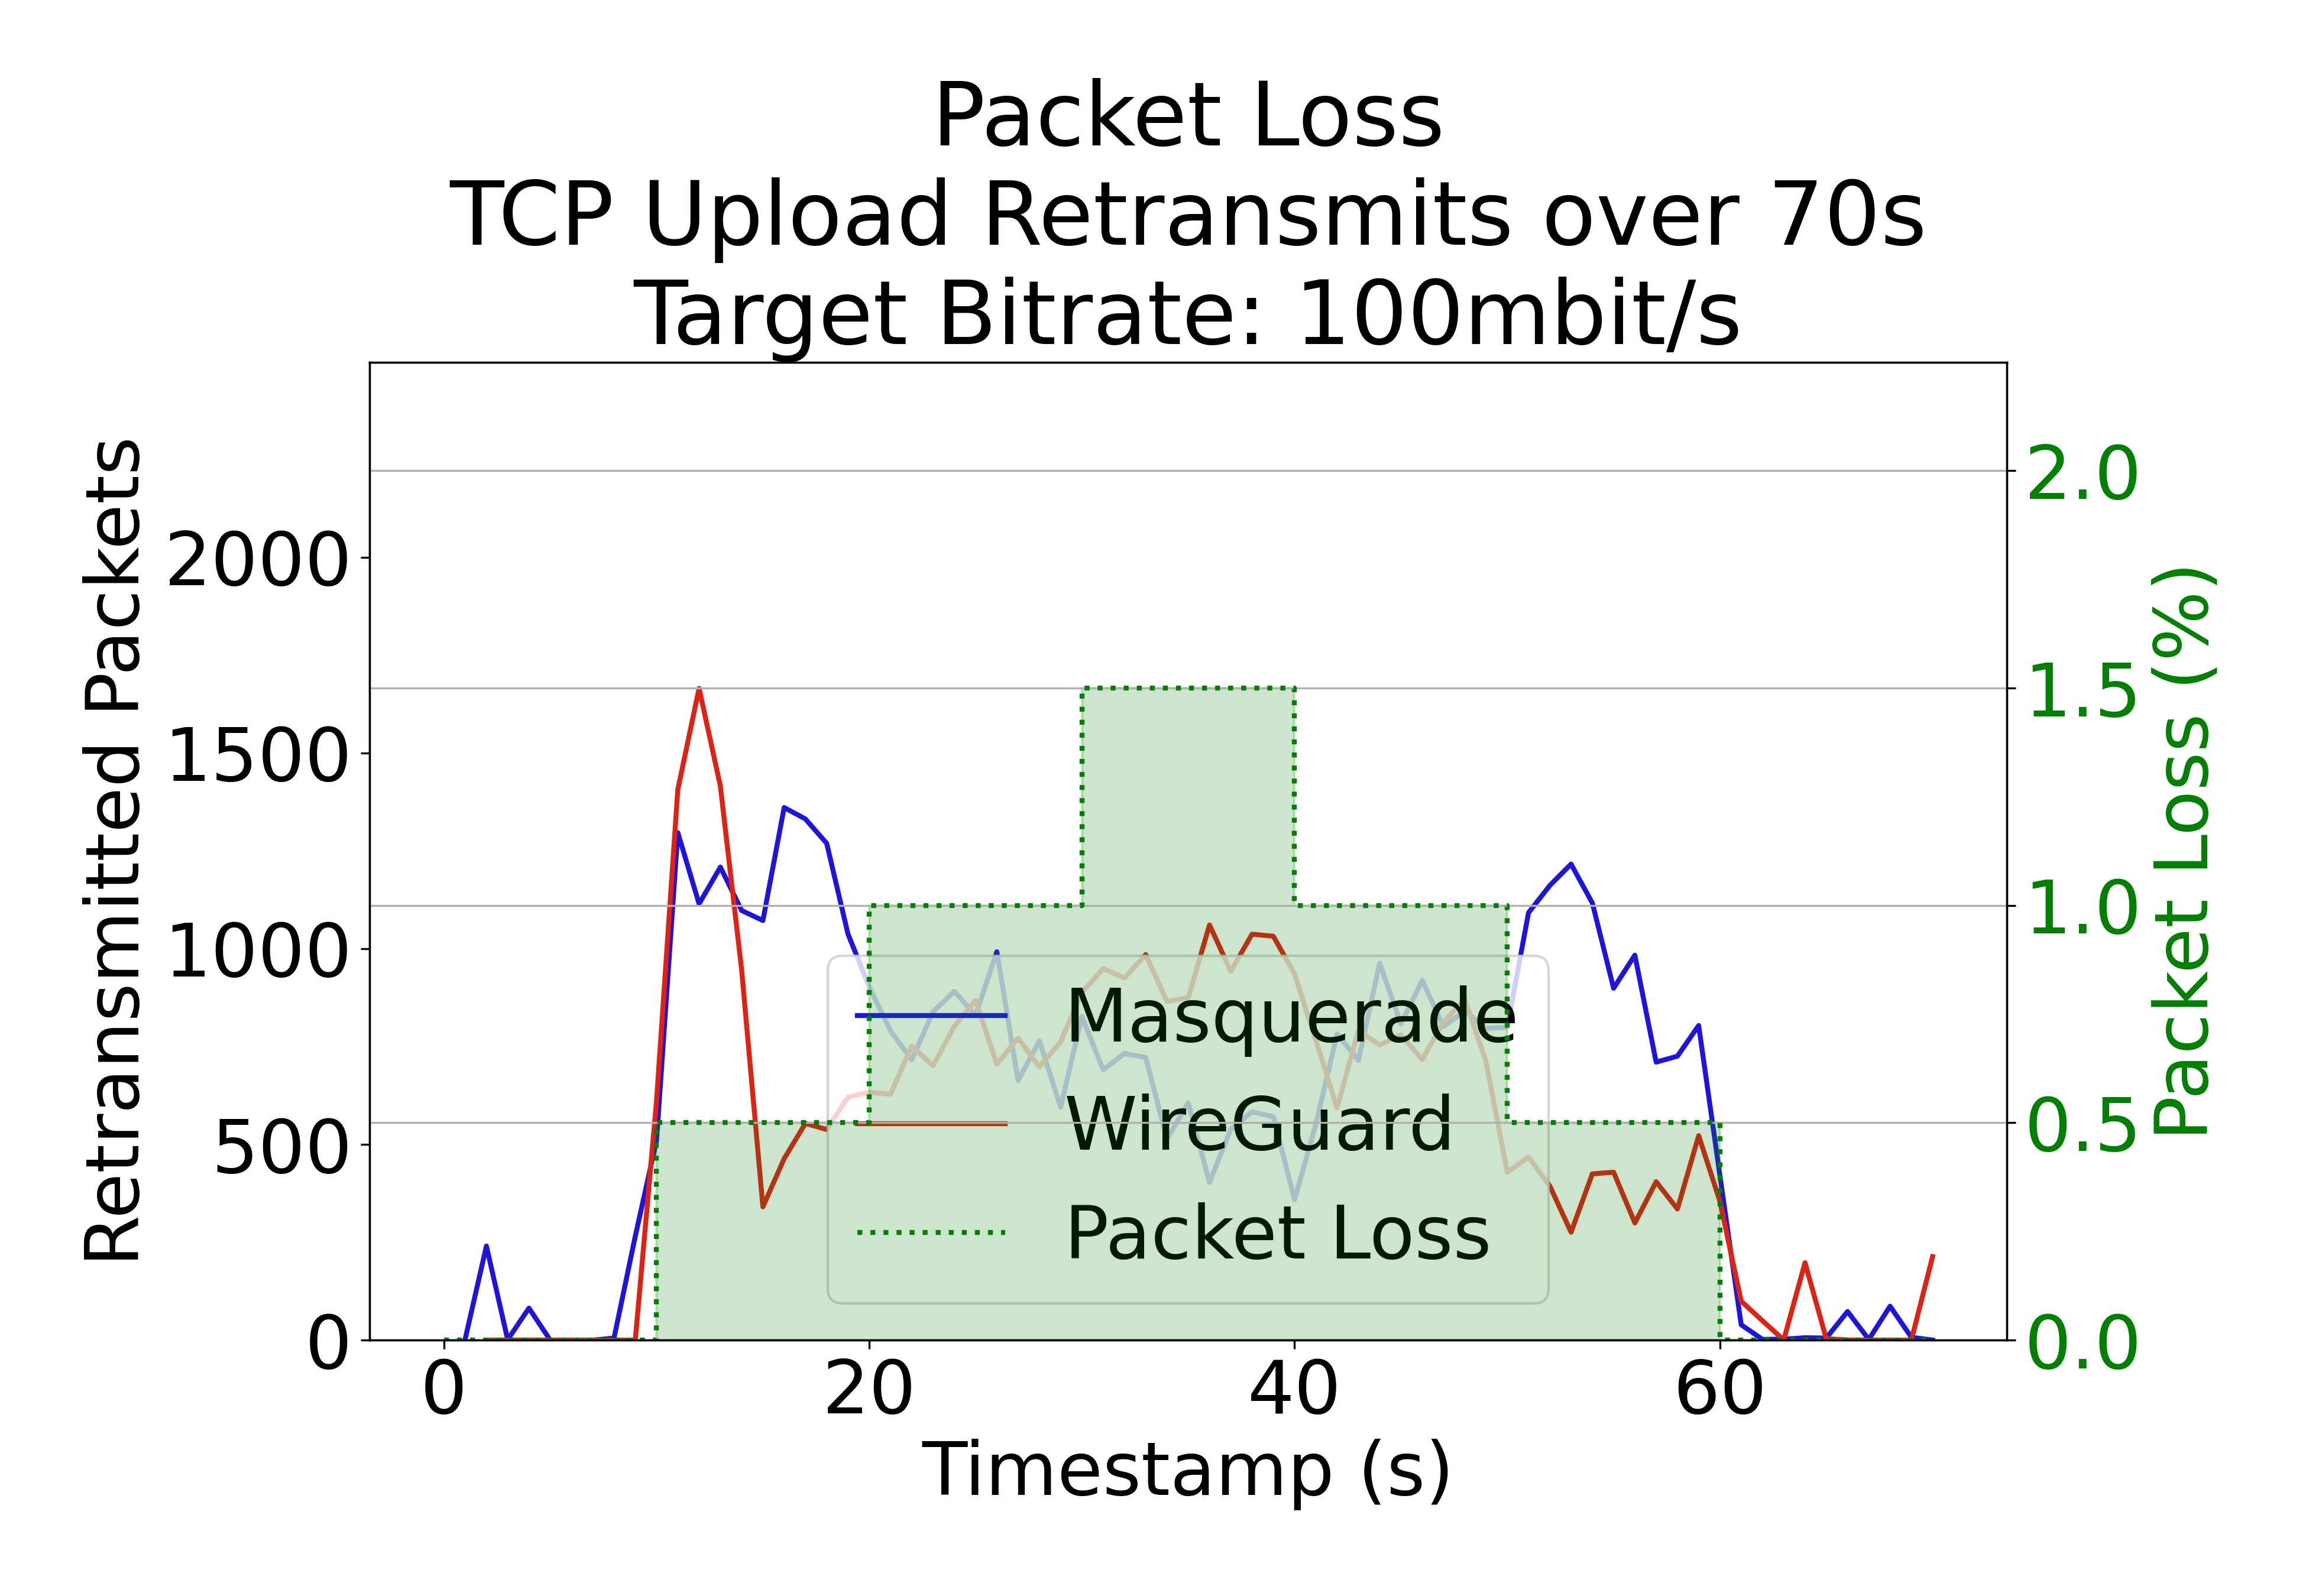 Packet Loss
TCP Upload Retransmits over 70s
Target Bitrate: 100mbit/s
Retransmitted Packets
2000
1500
1000
500
0
2.0
1.5
1.0
0.5
0.0
Packet Loss (%)
Masquerade
WireGuard
Packet Loss
0 20 40 60
Timestamp (s)